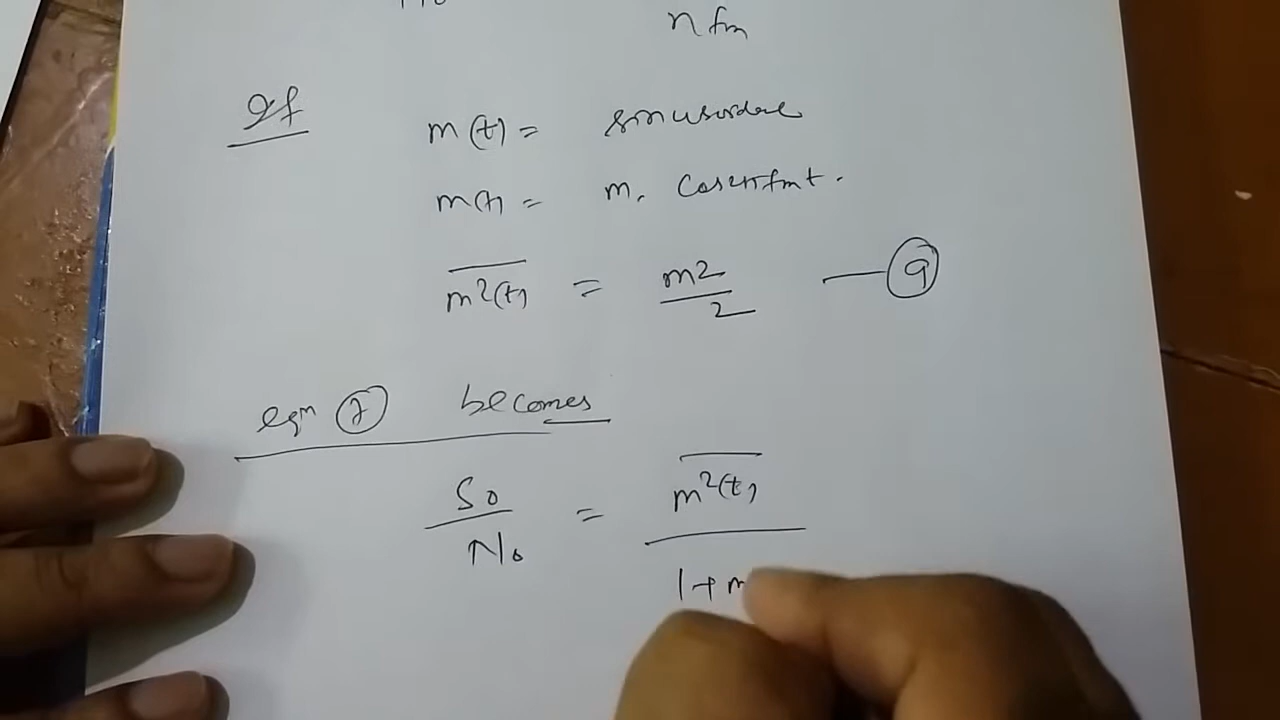 n fm
If m(t) = sinusoidal
m(t) = m. cos2πfmt.
m²(t) = m²/2 — 9
eqn 7 becomes
So/No = m²(t)/1+m